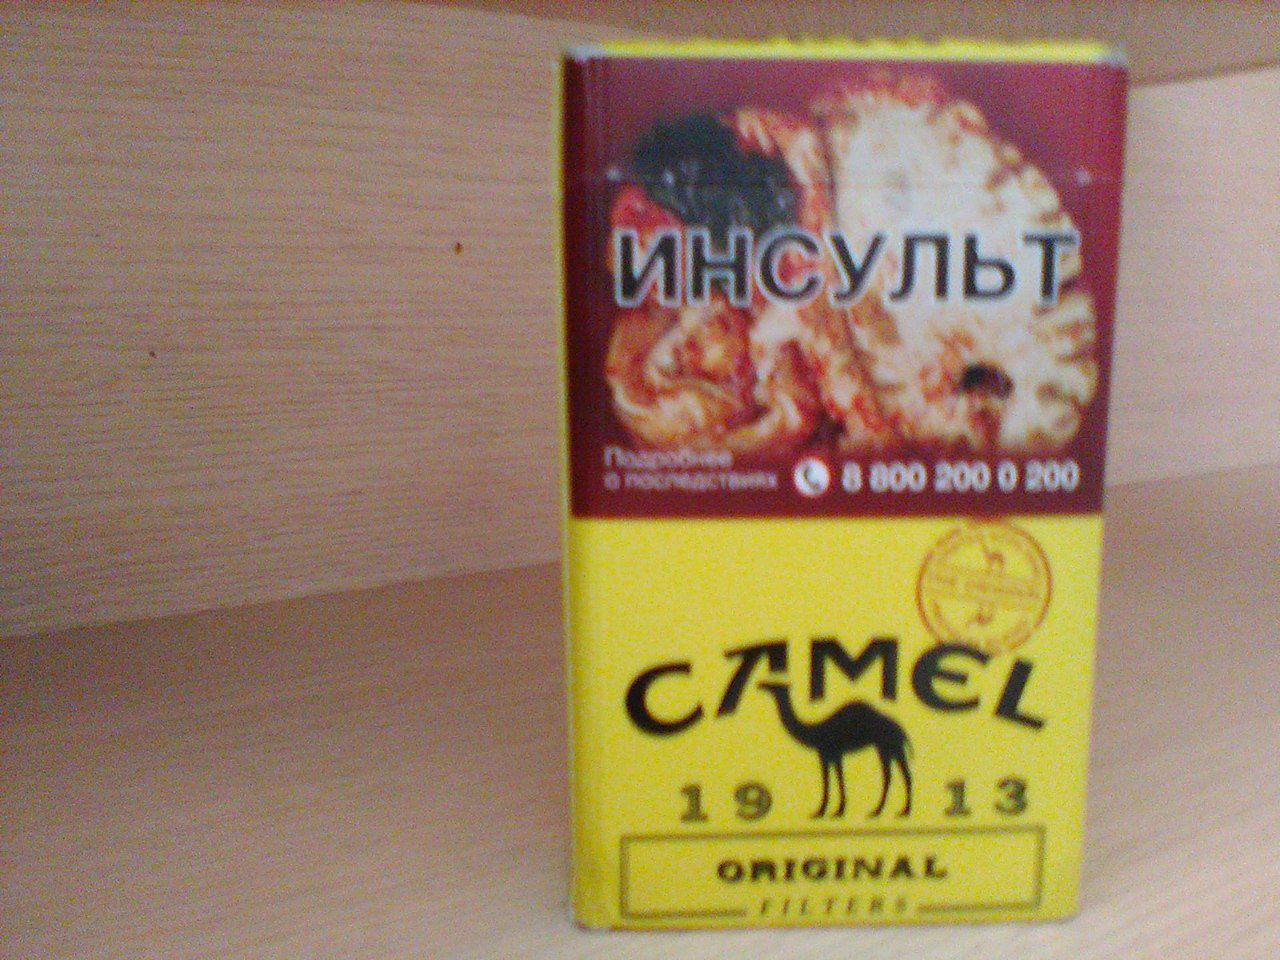 ИНСУЛЬТ
Подробнее
о последствиях 8 800 200 0 200
CAMEL
19 13
ORIGINAL
FILTERS